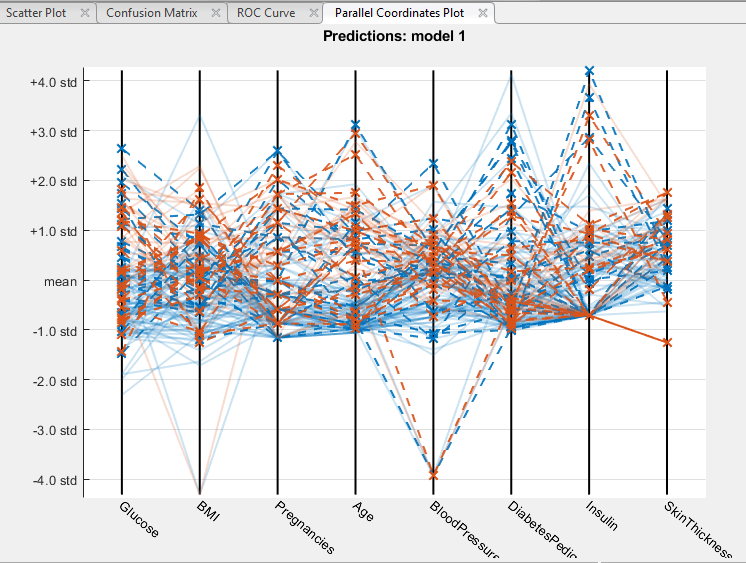 Scatter Plot Confusion Matrix ROC Curve Parallel Coordinates Plot
Predictions: model 1
+4.0 std
+3.0 std
+2.0 std
+1.0 std
mean
-1.0 std
-2.0 std
-3.0 std
-4.0 std
Glucose
BMI
Pregnancies
Age
BloodPressure
DiabetesPedic
Insulin
SkinThickness